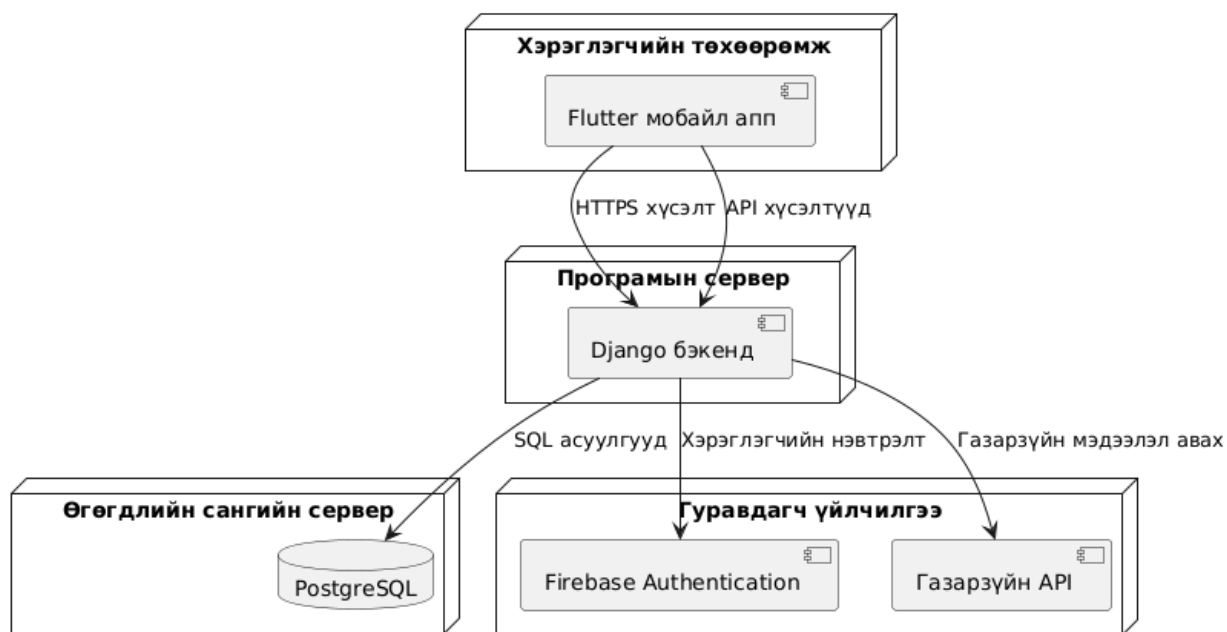 Хэрэглэгчийн төхөөрөмж
Flutter мобайл апп
HTTPS хүсэлт
API хүсэлтүүд
Програмын сервер
Django бэкенд
SQL асуулгууд
Хэрэглэгчийн нэвтрэлт
Газарзүйн мэдээлэл авах
Өгөгдлийн сангийн сервер
PostgreSQL
Гуравдагч үйлчилгээ
Firebase Authentication
Газарзүйн API